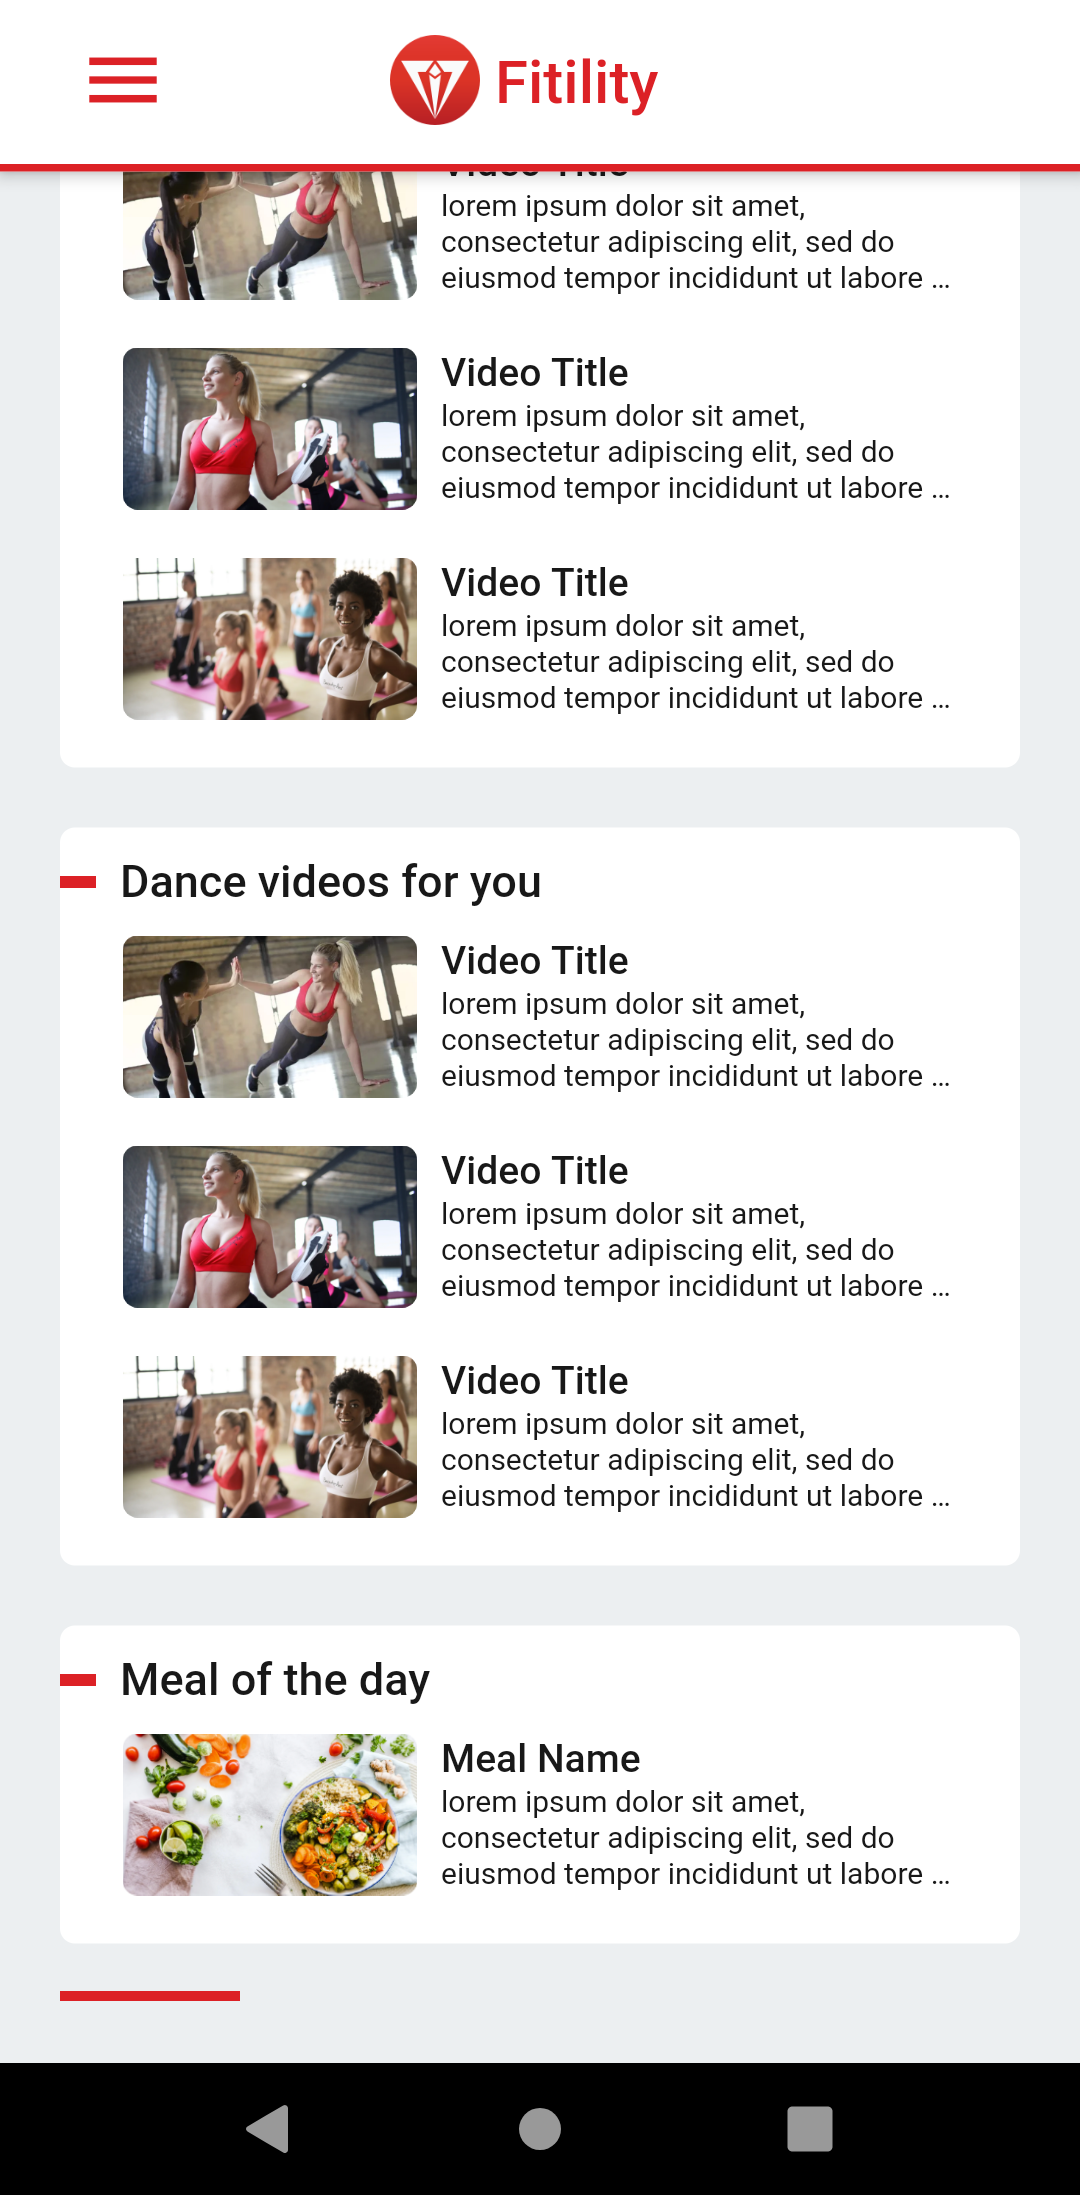 Fitility
Video Title
lorem ipsum dolor sit amet,
consectetur adipiscing elit, sed do
eiusmod tempor incididunt ut labore ...
Video Title
lorem ipsum dolor sit amet,
consectetur adipiscing elit, sed do
eiusmod tempor incididunt ut labore ...
Video Title
lorem ipsum dolor sit amet,
consectetur adipiscing elit, sed do
eiusmod tempor incididunt ut labore ...
Dance videos for you
Video Title
lorem ipsum dolor sit amet,
consectetur adipiscing elit, sed do
eiusmod tempor incididunt ut labore ...
Video Title
lorem ipsum dolor sit amet,
consectetur adipiscing elit, sed do
eiusmod tempor incididunt ut labore ...
Video Title
lorem ipsum dolor sit amet,
consectetur adipiscing elit, sed do
eiusmod tempor incididunt ut labore ...
Meal of the day
Meal Name
lorem ipsum dolor sit amet,
consectetur adipiscing elit, sed do
eiusmod tempor incididunt ut labore ...